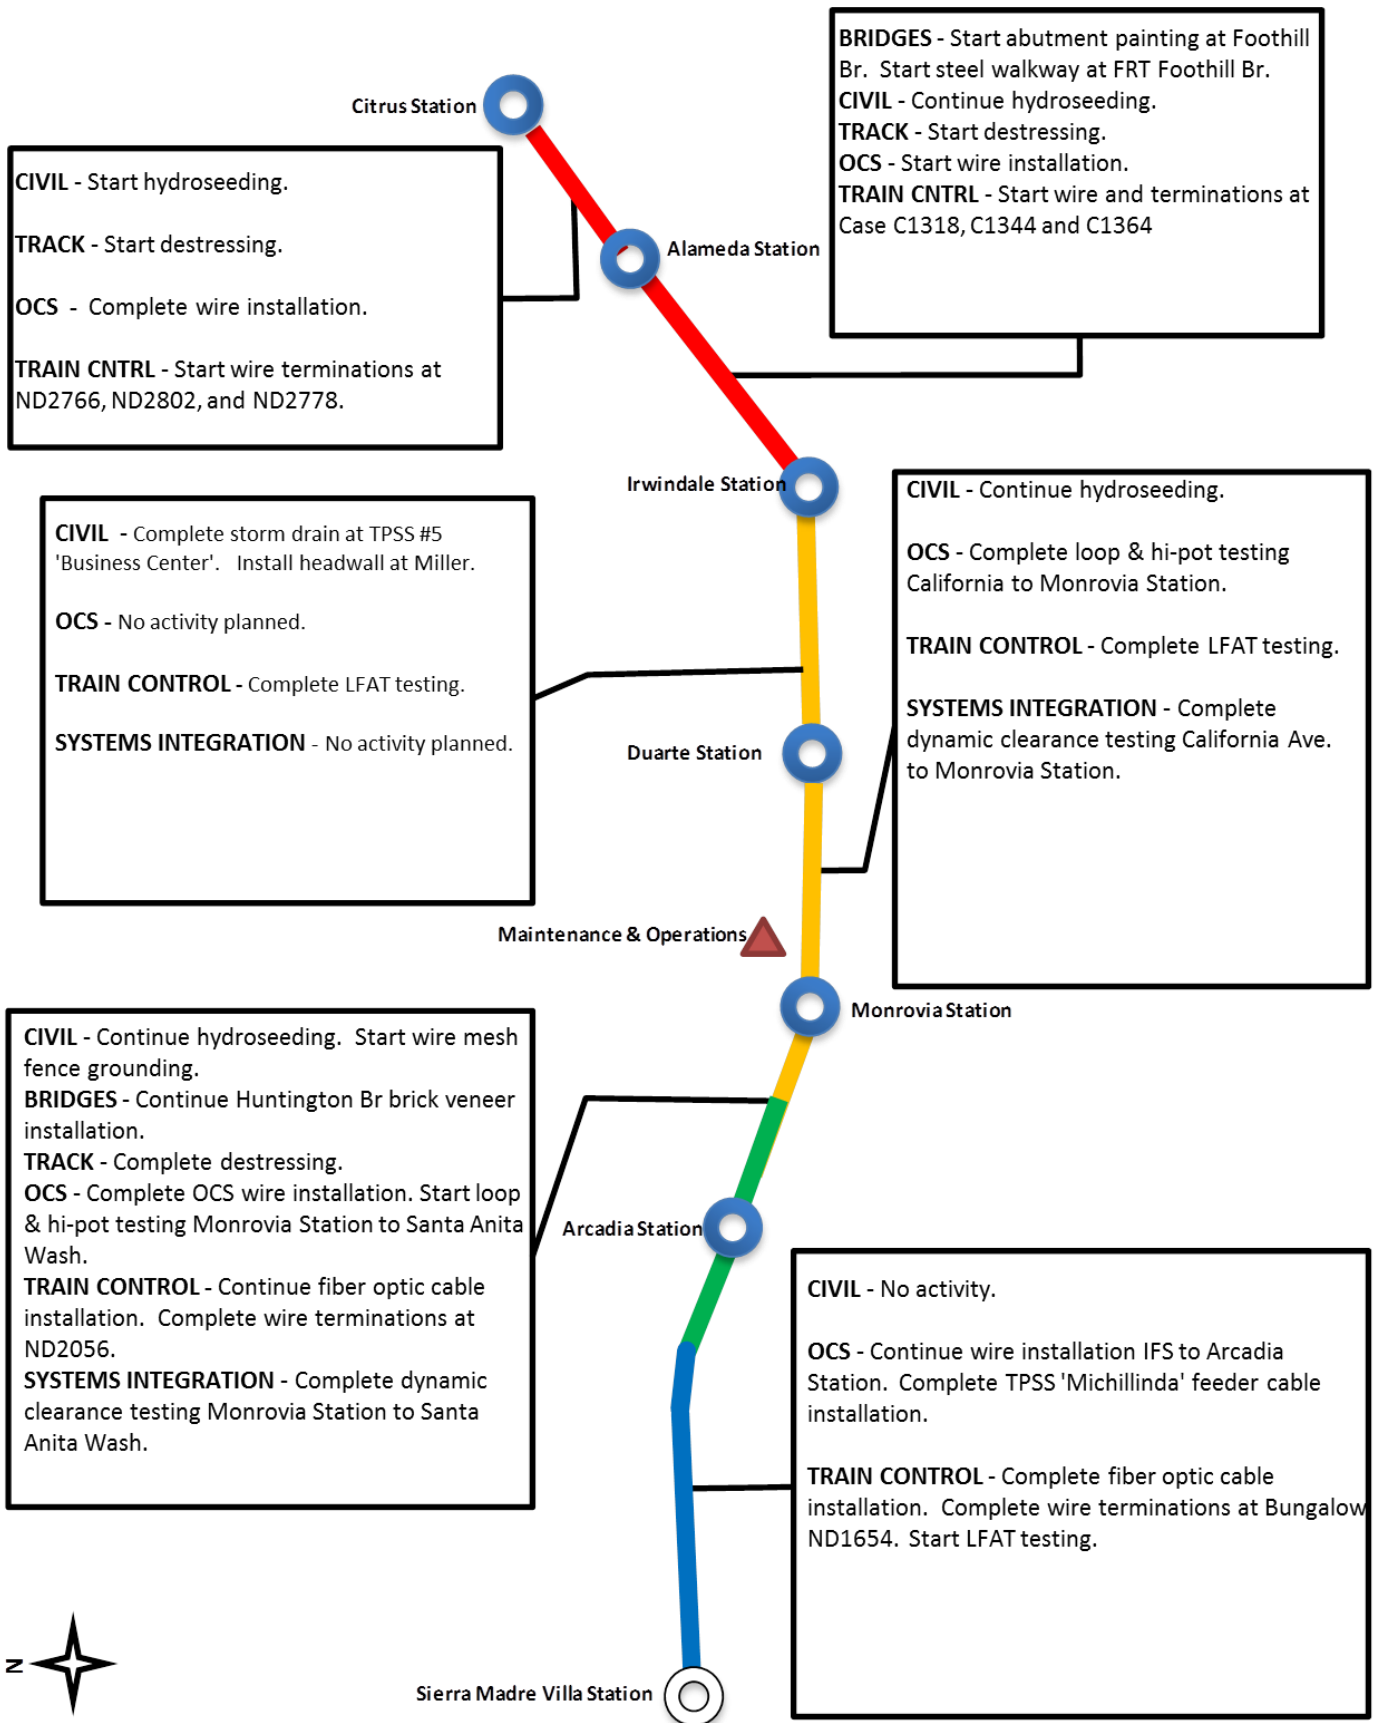 Citrus Station
BRIDGES - Start abutment painting at Foothill
Br.  Start steel walkway at FRT Foothill Br.
CIVIL - Continue hydroseeding.
TRACK - Start destressing.
OCS - Start wire installation.
TRAIN CNTRL - Start wire and terminations at
Case C1318, C1344 and C1364
CIVIL - Start hydroseeding.
TRACK - Start destressing.
OCS  -  Complete wire installation.
TRAIN CNTRL - Start wire terminations at
ND2766, ND2802, and ND2778.
Alameda Station
Irwindale Station
CIVIL  - Complete storm drain at TPSS #5
'Business Center'.   Install headwall at Miller.
OCS - No activity planned.
TRAIN CONTROL - Complete LFAT testing.
SYSTEMS INTEGRATION - No activity planned.
CIVIL - Continue hydroseeding.
OCS - Complete loop & hi-pot testing
California to Monrovia Station.
TRAIN CONTROL - Complete LFAT testing.
SYSTEMS INTEGRATION - Complete
dynamic clearance testing California Ave.
to Monrovia Station.
Duarte Station
Maintenance & Operations
Monrovia Station
CIVIL - Continue hydroseeding.  Start wire mesh
fence grounding.
BRIDGES - Continue Huntington Br brick veneer
installation.
TRACK - Complete destressing.
OCS - Complete OCS wire installation. Start loop
& hi-pot testing Monrovia Station to Santa Anita
Wash.
TRAIN CONTROL - Continue fiber optic cable
installation.  Complete wire terminations at
ND2056.
SYSTEMS INTEGRATION - Complete dynamic
clearance testing Monrovia Station to Santa
Anita Wash.
Arcadia Station
CIVIL - No activity.
OCS - Continue wire installation IFS to Arcadia
Station.  Complete TPSS 'Michillinda' feeder cable
installation.
TRAIN CONTROL - Complete fiber optic cable
installation.  Complete wire terminations at Bungalow
ND1654.  Start LFAT testing.
N
Sierra Madre Villa Station